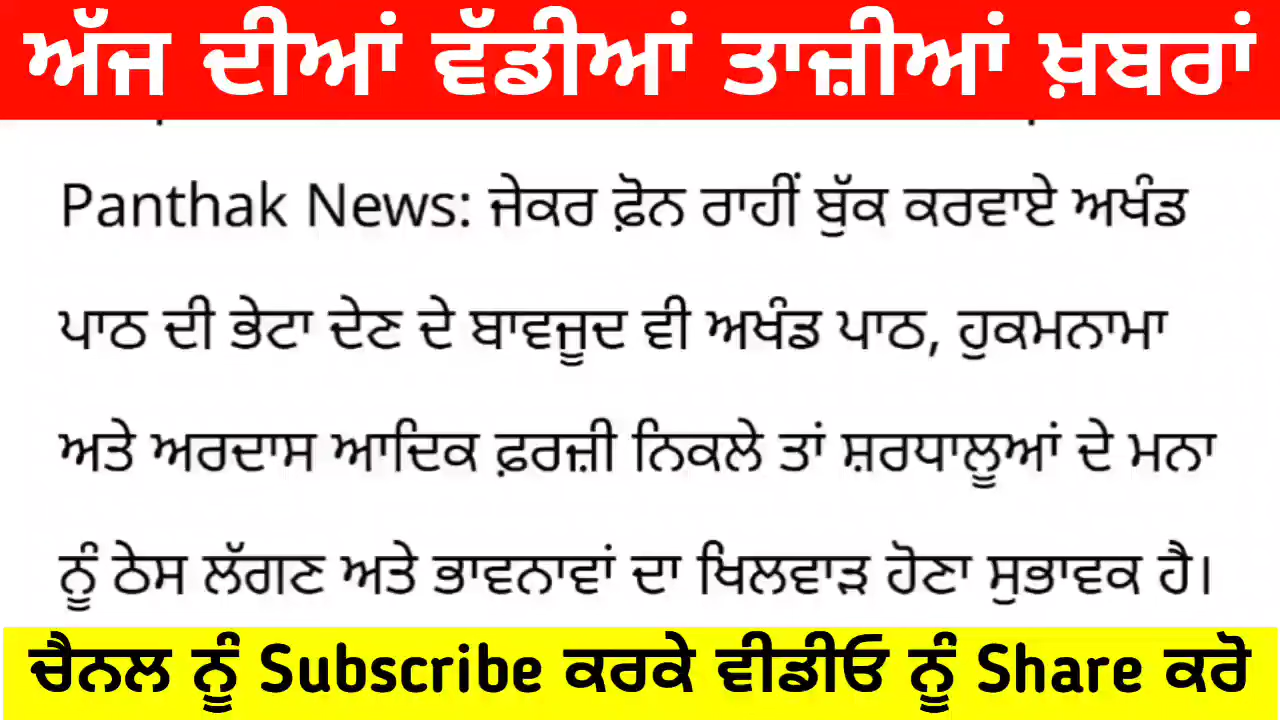 ਅੱਜ ਦੀਆਂ ਵੱਡੀਆਂ ਤਾਜ਼ੀਆਂ ਖ਼ਬਰਾਂ
Panthak News: ਜੇਕਰ ਫ਼ੋਨ ਰਾਹੀਂ ਬੁੱਕ ਕਰਵਾਏ ਅਖੰਡ
ਪਾਠ ਦੀ ਭੇਟਾ ਦੇਣ ਦੇ ਬਾਵਜੂਦ ਵੀ ਅਖੰਡ ਪਾਠ, ਹੁਕਮਨਾਮਾ
ਅਤੇ ਅਰਦਾਸ ਆਦਿਕ ਫ਼ਰਜ਼ੀ ਨਿਕਲੇ ਤਾਂ ਸ਼ਰਧਾਲੂਆਂ ਦੇ ਮਨਾ
ਨੂੰ ਠੇਸ ਲੱਗਣ ਅਤੇ ਭਾਵਨਾਵਾਂ ਦਾ ਖਿਲਵਾੜ ਹੋਣਾ ਸੁਭਾਵਕ ਹੈ।
ਚੈਨਲ ਨੂੰ Subscribe ਕਰਕੇ ਵੀਡੀਓ ਨੂੰ Share ਕਰੋ